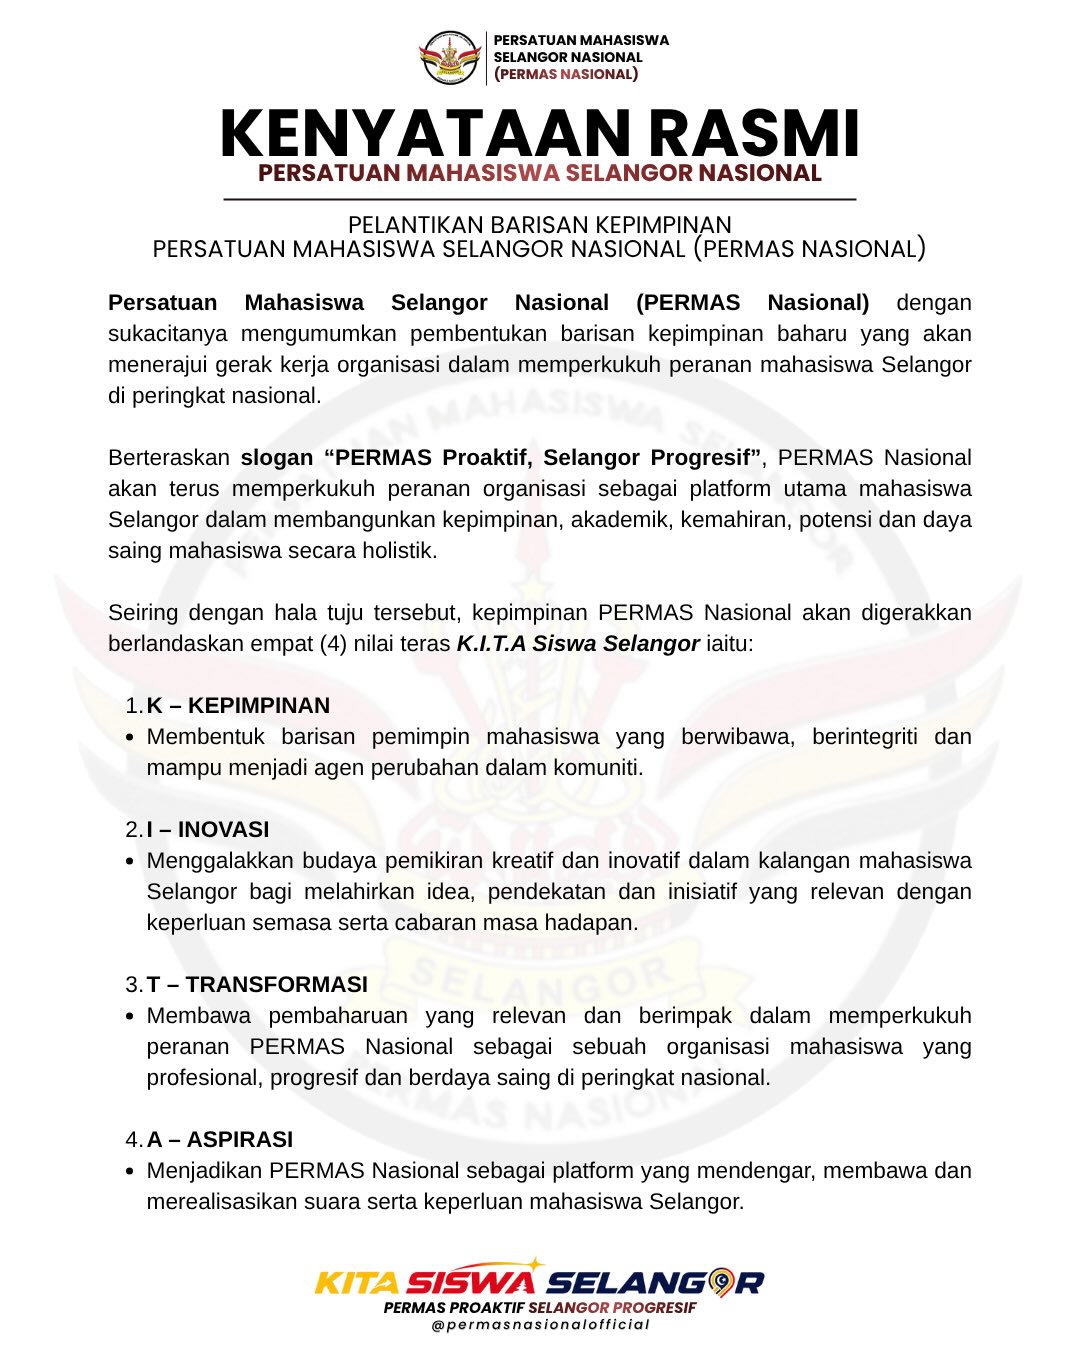 PERSATUAN MAHASISWA
SELANGOR NASIONAL
(PERMAS NASIONAL)
KENYATAAN RASMI
PERSATUAN MAHASISWA SELANGOR NASIONAL
PELANTIKAN BARISAN KEPIMPINAN
PERSATUAN MAHASISWA SELANGOR NASIONAL (PERMAS NASIONAL)
Persatuan Mahasiswa Selangor Nasional (PERMAS Nasional) dengan
sukacitanya mengumumkan pembentukan barisan kepimpinan baharu yang akan
menerajui gerak kerja organisasi dalam memperkukuh peranan mahasiswa Selangor
di peringkat nasional.
Berteraskan slogan “PERMAS Proaktif, Selangor Progresif”, PERMAS Nasional
akan terus memperkukuh peranan organisasi sebagai platform utama mahasiswa
Selangor dalam membangunkan kepimpinan, akademik, kemahiran, potensi dan daya
saing mahasiswa secara holistik.
Seiring dengan hala tuju tersebut, kepimpinan PERMAS Nasional akan digerakkan
berlandaskan empat (4) nilai teras K.I.T.A Siswa Selangor iaitu:
1. K – KEPIMPINAN
• Membentuk barisan pemimpin mahasiswa yang berwibawa, berintegriti dan
mampu menjadi agen perubahan dalam komuniti.
2. I – INOVASI
• Menggalakkan budaya pemikiran kreatif dan inovatif dalam kalangan mahasiswa
Selangor bagi melahirkan idea, pendekatan dan inisiatif yang relevan dengan
keperluan semasa serta cabaran masa hadapan.
3. T – TRANSFORMASI
• Membawa pembaharuan yang relevan dan berimpak dalam memperkukuh
peranan PERMAS Nasional sebagai sebuah organisasi mahasiswa yang
profesional, progresif dan berdaya saing di peringkat nasional.
4. A – ASPIRASI
• Menjadikan PERMAS Nasional sebagai platform yang mendengar, membawa dan
merealisasikan suara serta keperluan mahasiswa Selangor.
PERSATUAN MAHASISWA SELANGOR
SELANGOR
PERMAS NASIONAL
KITA SISWA SELANGOR
PERMAS PROAKTIF SELANGOR PROGRESIF
@permasnasionalofficial